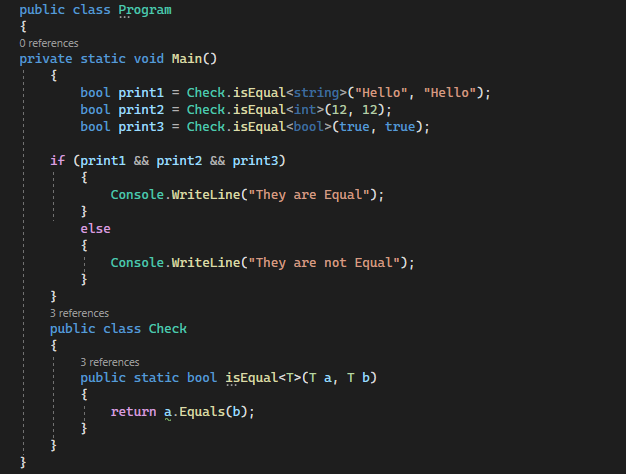 public class Program
{
0 references
private static void Main()
{
bool print1 = Check.isEqual<string>("Hello", "Hello");
bool print2 = Check.isEqual<int>(12, 12);
bool print3 = Check.isEqual<bool>(true, true);
if (print1 && print2 && print3)
{
Console.WriteLine("They are Equal");
}
else
{
Console.WriteLine("They are not Equal");
}
}
3 references
public class Check
{
3 references
public static bool isEqual<T>(T a, T b)
{
return a.Equals(b);
}
}
}